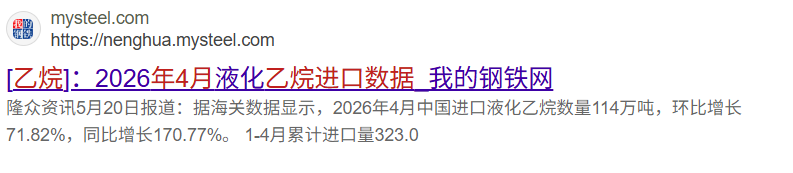 我的钢铁
mysteel.com
https://nenghua.mysteel.com
[乙烷]：2026年4月液化乙烷进口数据_我的钢铁网
隆众资讯5月20日报道：据海关数据显示，2026年4月中国进口液化乙烷数量114万吨，环比增长
71.82%，同比增长170.77%。 1-4月累计进口量323.0